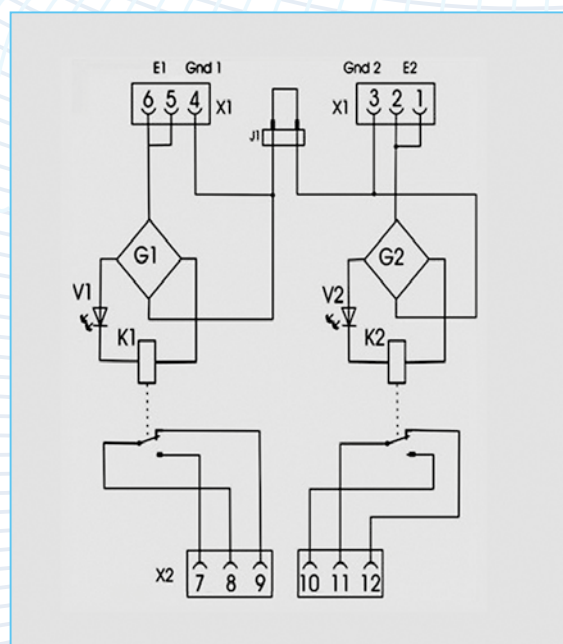 E1 Gnd 1 Gnd 2 E2
6 5 4 X1 J1 X1 3 2 1
G1 G2
V1 V2
K1 K2
X2 7 8 9 10 11 12